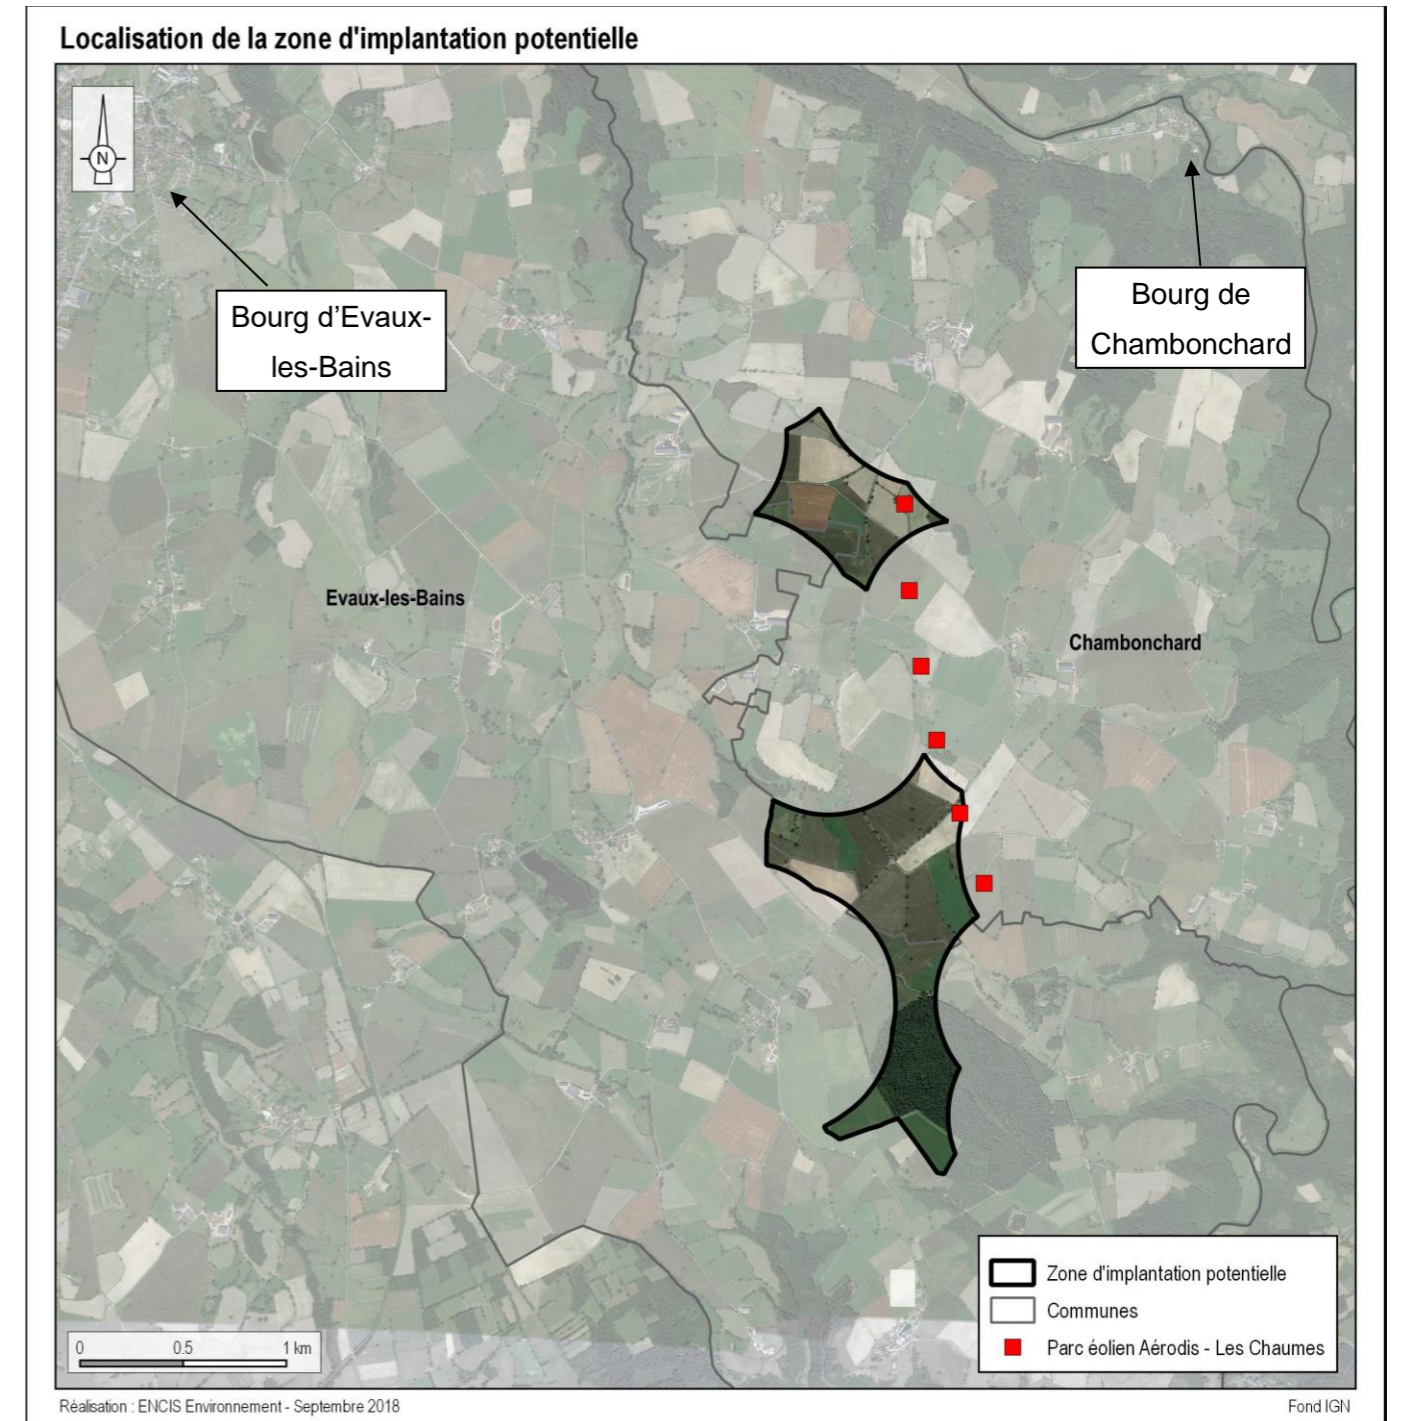 Localisation de la zone d'implantation potentielle
N
Bourg d'Evaux-
les-Bains
Bourg de
Chambonchard
Evaux-les-Bains
Chambonchard
Zone d'implantation potentielle
Communes
Parc éolien Aérodis - Les Chaumes
0 0.5 1 km
Réalisation : ENCIS Environnement - Septembre 2018
Fond IGN